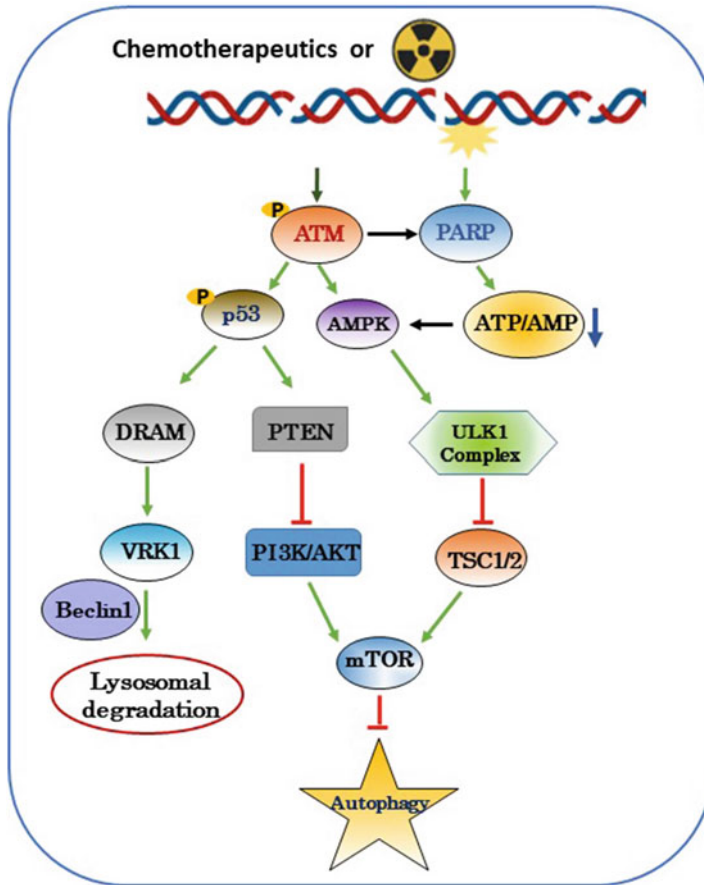 Chemotherapeutics or
P
ATM
PARP
P
p53
AMPK
ATP/AMP
DRAM
PTEN
ULK1
Complex
VRK1
PI3K/AKT
TSC1/2
Beclin1
mTOR
Lysosomal
degradation
Autophagy